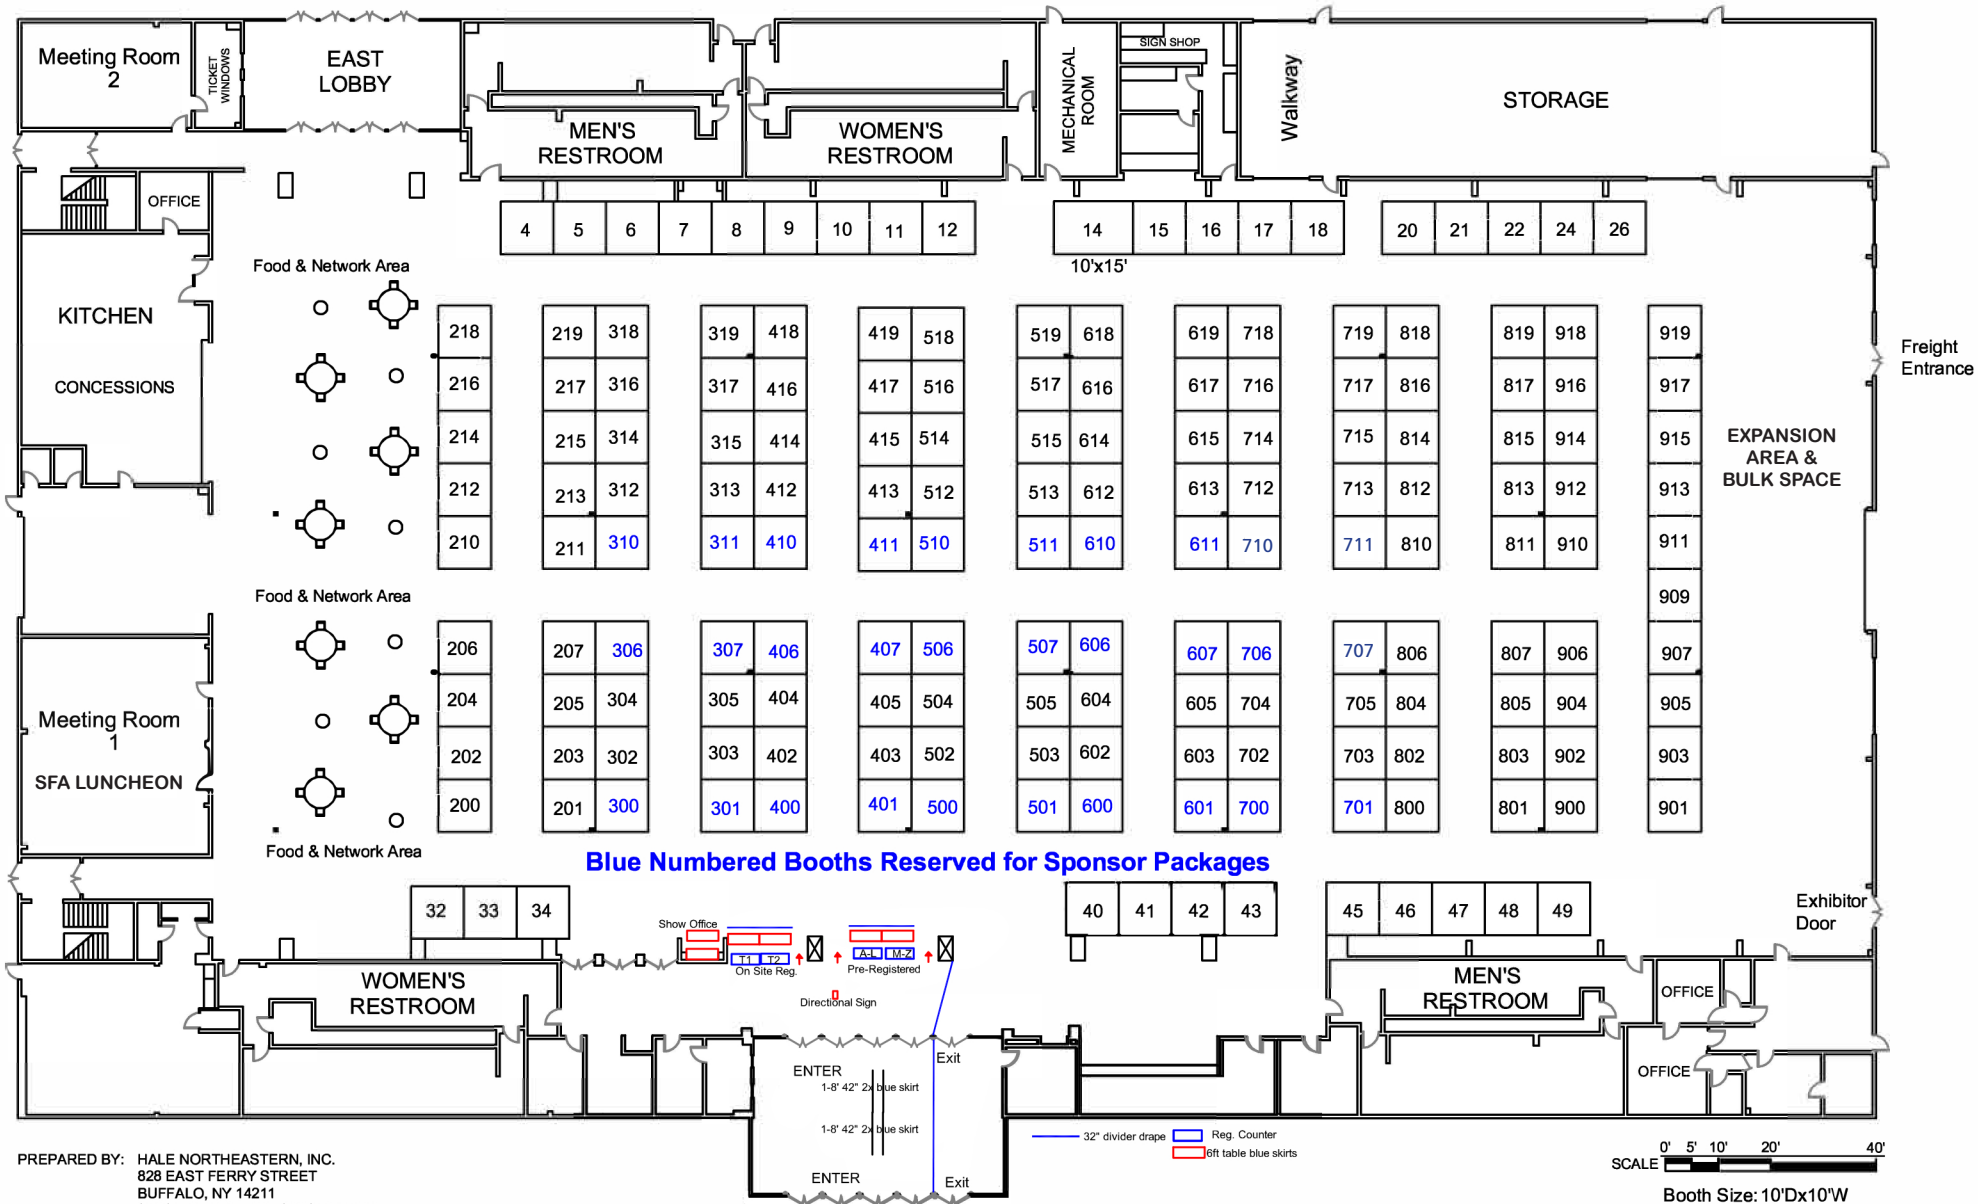 Meeting Room
2
TICKET
WINDOWS
EAST
LOBBY
MEN'S
RESTROOM
WOMEN'S
RESTROOM
MECHANICAL
ROOM
SIGN SHOP
Walkway
STORAGE
OFFICE
4 5 6 7 8 9 10 11 12 14 15 16 17 18 20 21 22 24 26
10'x15'
Food & Network Area
KITCHEN
CONCESSIONS
218 219 318 319 418 419 518 519 618 619 718 719 818 819 918 919
216 217 316 317 416 417 516 517 616 617 716 717 816 817 916 917
214 215 314 315 414 415 514 515 614 615 714 715 814 815 914 915
212 213 312 313 412 413 512 513 612 613 712 713 812 813 912 913
210 211 310 311 410 411 510 511 610 611 710 711 810 811 910 911
909
Freight
Entrance
EXPANSION
AREA &
BULK SPACE
Food & Network Area
206 207 306 307 406 407 506 507 606 607 706 707 806 807 906 907
204 205 304 305 404 405 504 505 604 605 704 705 804 805 904 905
202 203 302 303 402 403 502 503 602 603 702 703 802 803 902 903
200 201 300 301 400 401 500 501 600 601 700 701 800 801 900 901
Meeting Room
1
SFA LUNCHEON
Food & Network Area
Blue Numbered Booths Reserved for Sponsor Packages
32 33 34 40 41 42 43 45 46 47 48 49
Exhibitor
Door
Show Office
T1 T2
On Site Reg.
A-L M-Z
Pre-Registered
Directional Sign
WOMEN'S
RESTROOM
MEN'S
RESTROOM
OFFICE
OFFICE
Exit
ENTER
1-8' 42" 2x blue skirt
1-8' 42" 2x blue skirt
ENTER
Exit
32" divider drape
Reg. Counter
6ft table blue skirts
PREPARED BY: HALE NORTHEASTERN, INC.
828 EAST FERRY STREET
BUFFALO, NY 14211
0' 5' 10' 20' 40'
SCALE
Booth Size: 10'Dx10'W